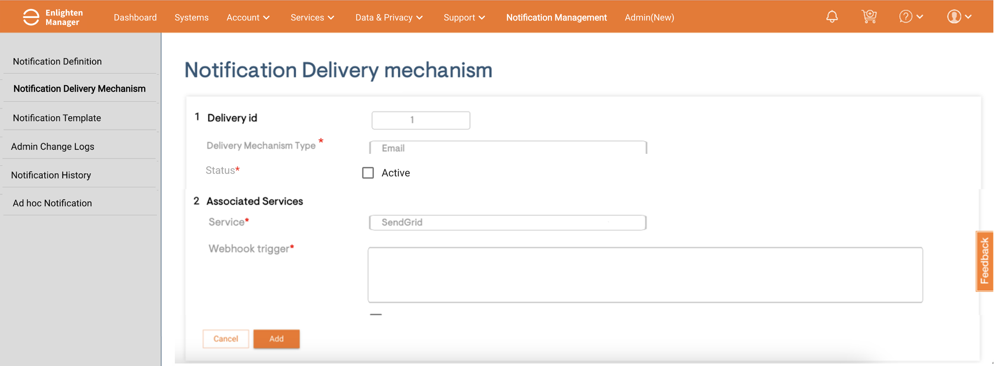 Enlighten
Manager
Dashboard Systems Account Services Data & Privacy Support Notification Management Admin(New)
Notification Definition
Notification Delivery Mechanism
Notification Template
Admin Change Logs
Notification History
Ad hoc Notification
Notification Delivery mechanism
1 Delivery id 1
Delivery Mechanism Type * Email
Status* Active
2 Associated Services
Service* SendGrid
Webhook trigger*
Cancel Add
Feedback